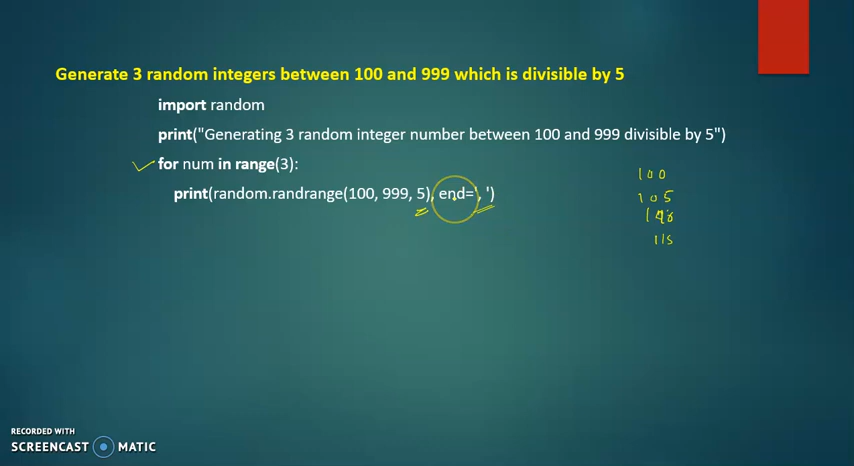 Generate 3 random integers between 100 and 999 which is divisible by 5
import random
print("Generating 3 random integer number between 100 and 999 divisible by 5")
for num in range(3):
print(random.randrange(100, 999, 5), end=', ')
100
105
115
RECORDED WITH
SCREENCAST MATIC